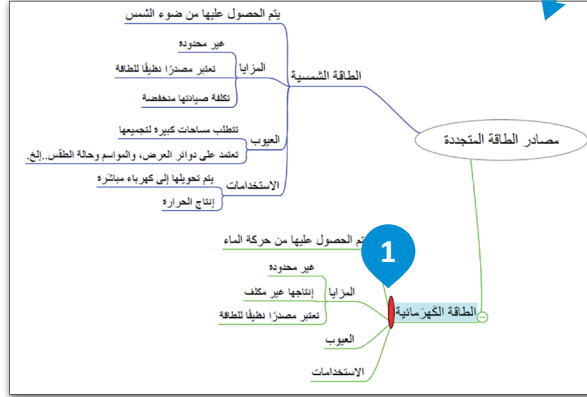 مصادر الطاقة المتجددة
الطاقة الشمسية
يتم الحصول عليها من ضوء الشمس
المزايا
غير محدودة
تعتبر مصدرًا نظيفًا للطاقة
تكلفة صيانتها منخفضة
العيوب
تتطلب مساحات كبيرة لتجميعها
تعتمد على دوائر العرض، والمواسم وحالة الطقس..إلخ.
الاستخدامات
يتم تحويلها إلى كهرباء مباشرة
إنتاج الحرارة
الطاقة الكَهرَمائية
1
يتم الحصول عليها من حركة الماء
المزايا
غير محدودة
إنتاجها غير مكلف
تعتبر مصدرًا نظيفًا للطاقة
العيوب
الاستخدامات